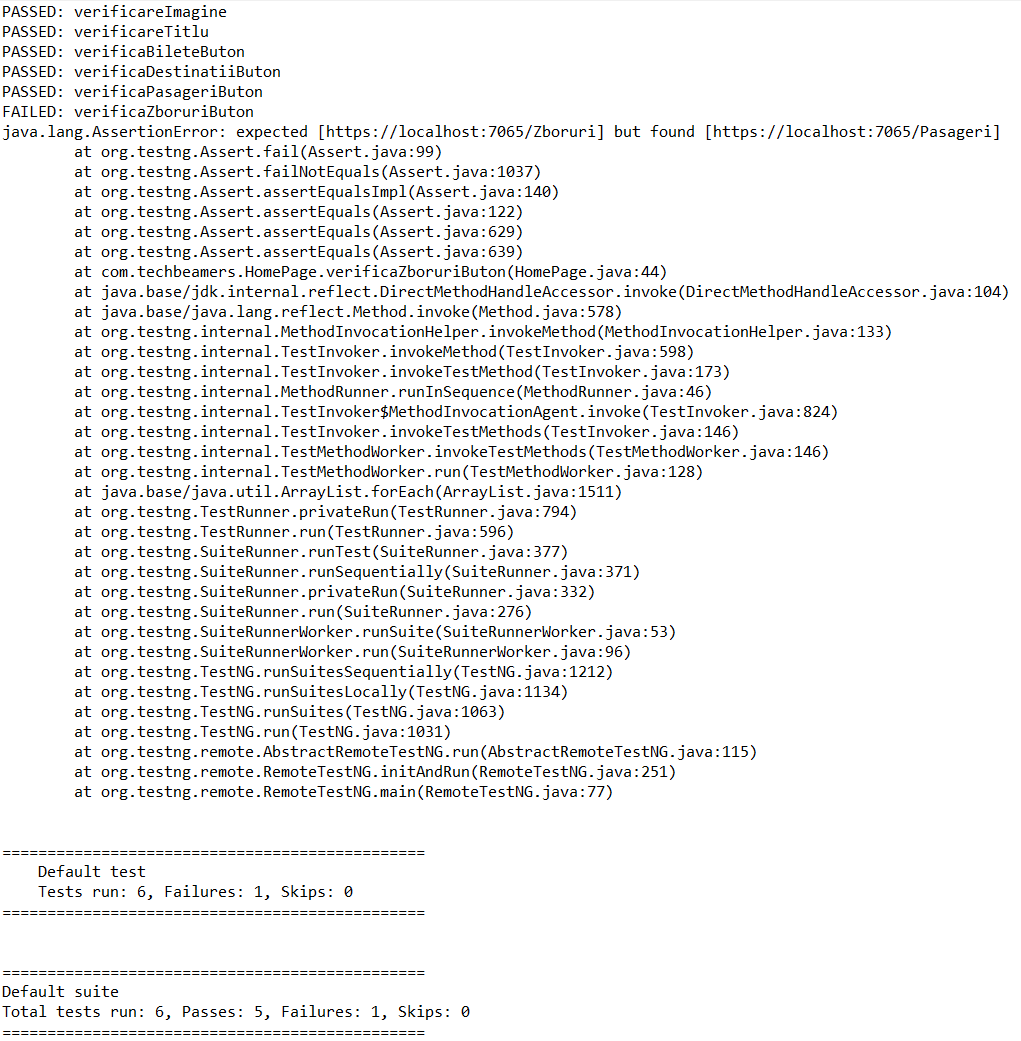 PASSED: verificareImagine
PASSED: verificareTitlu
PASSED: verificaBileteButon
PASSED: verificaDestinatiiButon
PASSED: verificaPasageriButon
FAILED: verificaZboruriButon
java.lang.AssertionError: expected [https://localhost:7065/Zboruri] but found [https://localhost:7065/Pasageri]
        at org.testng.Assert.fail(Assert.java:99)
        at org.testng.Assert.failNotEquals(Assert.java:1037)
        at org.testng.Assert.assertEqualsImpl(Assert.java:140)
        at org.testng.Assert.assertEquals(Assert.java:122)
        at org.testng.Assert.assertEquals(Assert.java:629)
        at org.testng.Assert.assertEquals(Assert.java:639)
        at com.techbeamers.HomePage.verificaZboruriButon(HomePage.java:44)
        at java.base/jdk.internal.reflect.DirectMethodHandleAccessor.invoke(DirectMethodHandleAccessor.java:104)
        at java.base/java.lang.reflect.Method.invoke(Method.java:578)
        at org.testng.internal.MethodInvocationHelper.invokeMethod(MethodInvocationHelper.java:133)
        at org.testng.internal.TestInvoker.invokeMethod(TestInvoker.java:598)
        at org.testng.internal.TestInvoker.invokeTestMethod(TestInvoker.java:173)
        at org.testng.internal.MethodRunner.runInSequence(MethodRunner.java:46)
        at org.testng.internal.TestInvoker$MethodInvocationAgent.invoke(TestInvoker.java:824)
        at org.testng.internal.TestInvoker.invokeTestMethods(TestInvoker.java:146)
        at org.testng.internal.TestMethodWorker.invokeTestMethods(TestMethodWorker.java:146)
        at org.testng.internal.TestMethodWorker.run(TestMethodWorker.java:128)
        at java.base/java.util.ArrayList.forEach(ArrayList.java:1511)
        at org.testng.TestRunner.privateRun(TestRunner.java:794)
        at org.testng.TestRunner.run(TestRunner.java:596)
        at org.testng.SuiteRunner.runTest(SuiteRunner.java:377)
        at org.testng.SuiteRunner.runSequentially(SuiteRunner.java:371)
        at org.testng.SuiteRunner.privateRun(SuiteRunner.java:332)
        at org.testng.SuiteRunner.run(SuiteRunner.java:276)
        at org.testng.SuiteRunnerWorker.runSuite(SuiteRunnerWorker.java:53)
        at org.testng.SuiteRunnerWorker.run(SuiteRunnerWorker.java:96)
        at org.testng.TestNG.runSuitesSequentially(TestNG.java:1212)
        at org.testng.TestNG.runSuitesLocally(TestNG.java:1134)
        at org.testng.TestNG.runSuites(TestNG.java:1063)
        at org.testng.TestNG.run(TestNG.java:1031)
        at org.testng.remote.AbstractRemoteTestNG.run(AbstractRemoteTestNG.java:115)
        at org.testng.remote.RemoteTestNG.initAndRun(RemoteTestNG.java:251)
        at org.testng.remote.RemoteTestNG.main(RemoteTestNG.java:77)
===============================================
    Default test
    Tests run: 6, Failures: 1, Skips: 0
===============================================
===============================================
Default suite
Total tests run: 6, Passes: 5, Failures: 1, Skips: 0
===============================================